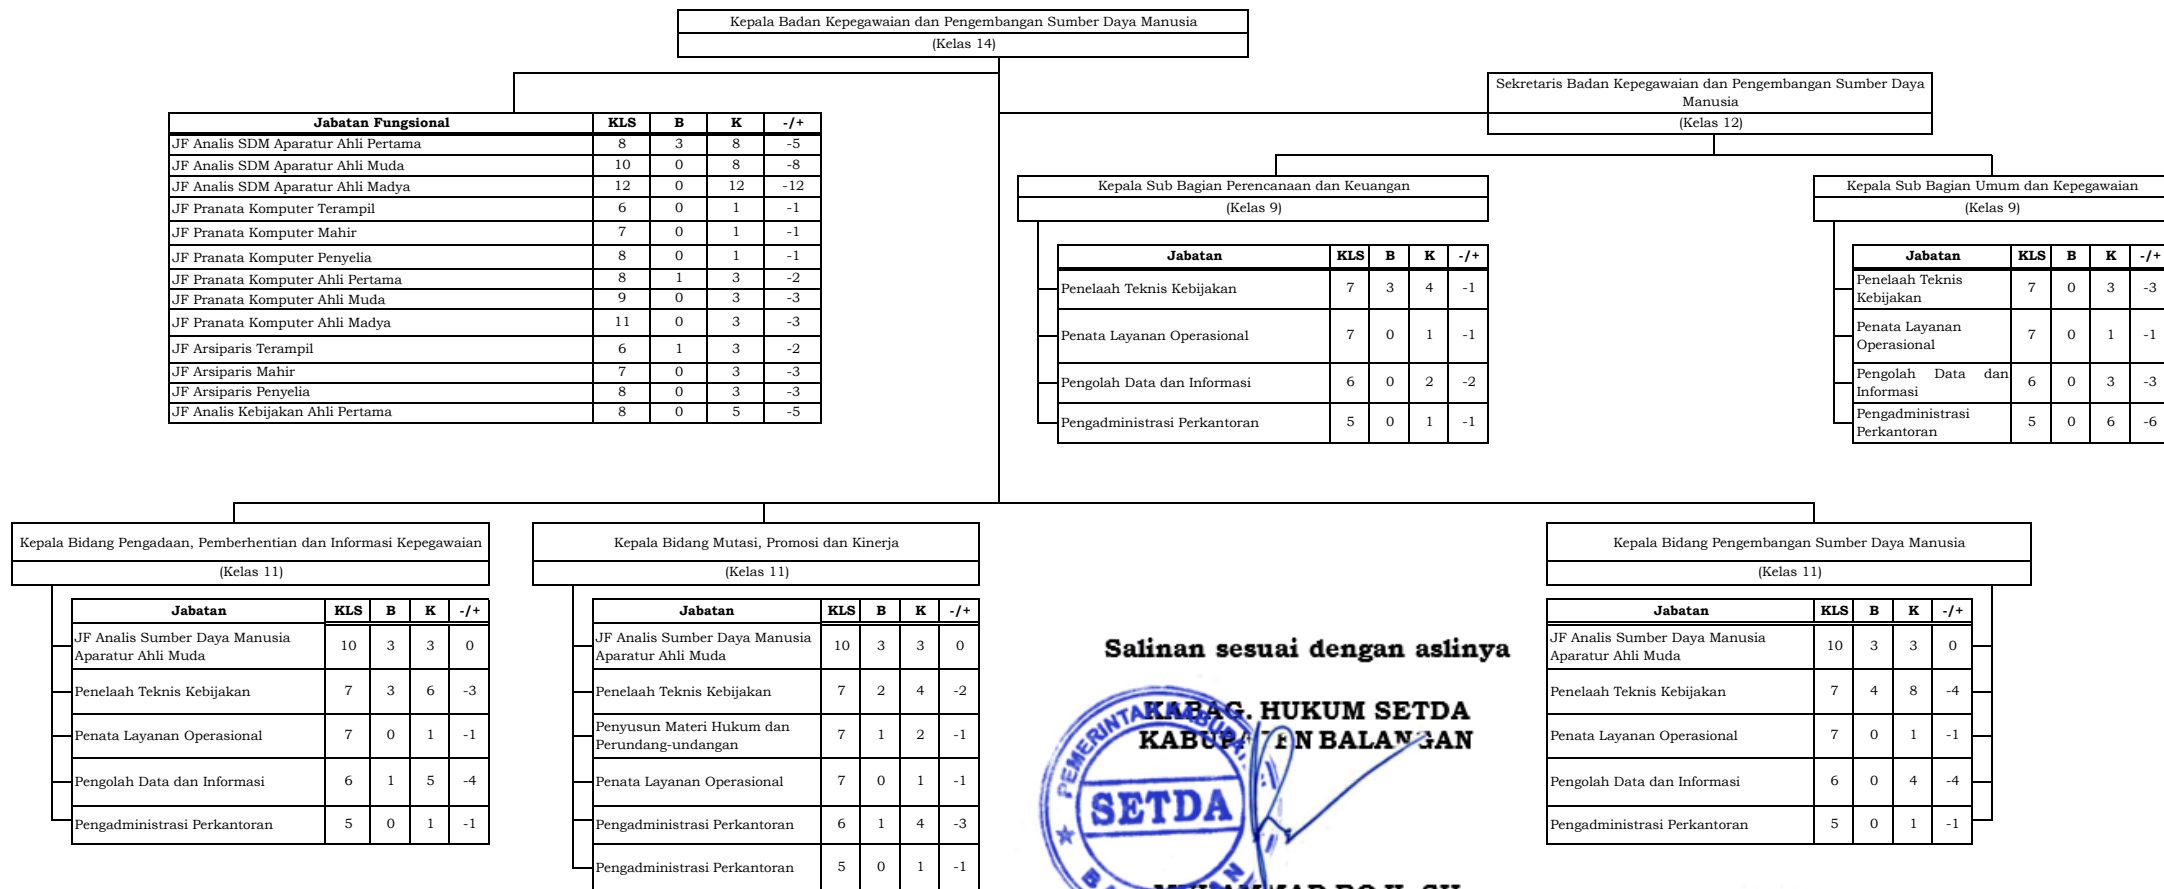 Kepala Badan Kepegawaian dan Pengembangan Sumber Daya Manusia
(Kelas 14)
Sekretaris Badan Kepegawaian dan Pengembangan Sumber Daya
Manusia
(Kelas 12)
Jabatan Fungsional KLS B K -/+
JF Analis SDM Aparatur Ahli Pertama 8 3 8 -5
JF Analis SDM Aparatur Ahli Muda 10 0 8 -8
JF Analis SDM Aparatur Ahli Madya 12 0 12 -12
JF Pranata Komputer Terampil 6 0 1 -1
JF Pranata Komputer Mahir 7 0 1 -1
JF Pranata Komputer Penyelia 8 0 1 -1
JF Pranata Komputer Ahli Pertama 8 1 3 -2
JF Pranata Komputer Ahli Muda 9 0 3 -3
JF Pranata Komputer Ahli Madya 11 0 3 -3
JF Arsiparis Terampil 6 1 3 -2
JF Arsiparis Mahir 7 0 3 -3
JF Arsiparis Penyelia 8 0 3 -3
JF Analis Kebijakan Ahli Pertama 8 0 5 -5
Kepala Sub Bagian Perencanaan dan Keuangan
(Kelas 9)
Jabatan KLS B K -/+
Penelaah Teknis Kebijakan 7 3 4 -1
Penata Layanan Operasional 7 0 1 -1
Pengolah Data dan Informasi 6 0 2 -2
Pengadministrasi Perkantoran 5 0 1 -1
Kepala Sub Bagian Umum dan Kepegawaian
(Kelas 9)
Jabatan KLS B K -/+
Penelaah Teknis
Kebijakan 7 0 3 -3
Penata Layanan
Operasional 7 0 1 -1
Pengolah Data dan
Informasi 6 0 3 -3
Pengadministrasi
Perkantoran 5 0 6 -6
Kepala Bidang Pengadaan, Pemberhentian dan Informasi Kepegawaian
(Kelas 11)
Jabatan KLS B K -/+
JF Analis Sumber Daya Manusia
Aparatur Ahli Muda 10 3 3 0
Penelaah Teknis Kebijakan 7 3 6 -3
Penata Layanan Operasional 7 0 1 -1
Pengolah Data dan Informasi 6 1 5 -4
Pengadministrasi Perkantoran 5 0 1 -1
Kepala Bidang Mutasi, Promosi dan Kinerja
(Kelas 11)
Jabatan KLS B K -/+
JF Analis Sumber Daya Manusia
Aparatur Ahli Muda 10 3 3 0
Penelaah Teknis Kebijakan 7 2 4 -2
Penyusun Materi Hukum dan
Perundang-undangan 7 1 2 -1
Penata Layanan Operasional 7 0 1 -1
Pengadministrasi Perkantoran 6 1 4 -3
Pengadministrasi Perkantoran 5 0 1 -1
Salinan sesuai dengan aslinya
KABAG. HUKUM SETDA
KABUPATEN BALANGAN
PEMERINTAH KABUPATEN
SETDA
Kepala Bidang Pengembangan Sumber Daya Manusia
(Kelas 11)
Jabatan KLS B K -/+
JF Analis Sumber Daya Manusia
Aparatur Ahli Muda 10 3 3 0
Penelaah Teknis Kebijakan 7 4 8 -4
Penata Layanan Operasional 7 0 1 -1
Pengolah Data dan Informasi 6 0 4 -4
Pengadministrasi Perkantoran 5 0 1 -1